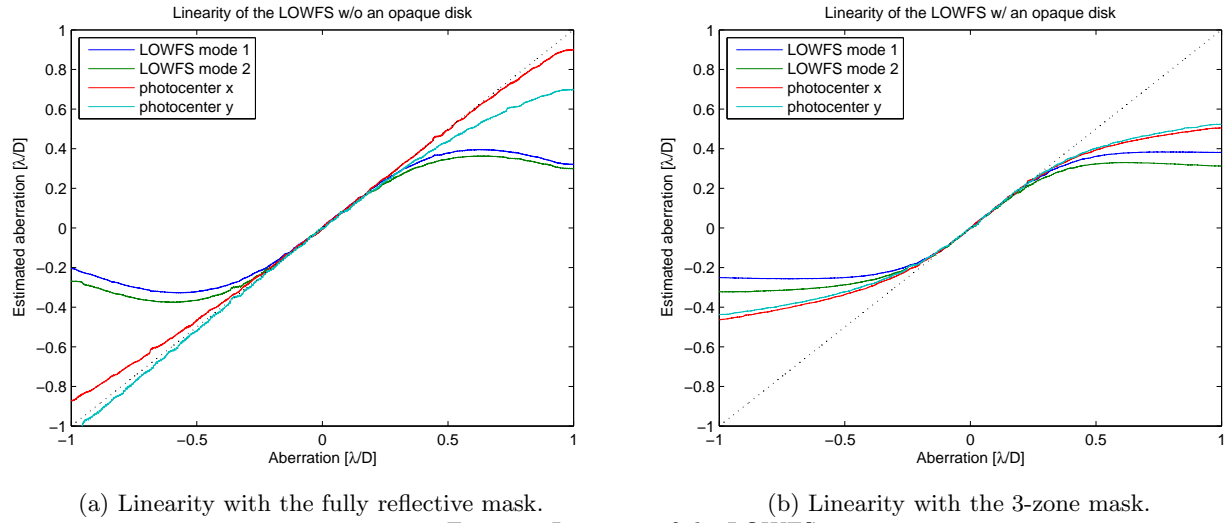 Linearity of the LOWFS w/o an opaque disk
1
0.8
0.6
0.4
0.2
0
−0.2
−0.4
−0.6
−0.8
−1
−1
−0.5
0
0.5
1
Estimated aberration [λ/D]
Aberration [λ/D]
LOWFS mode 1
LOWFS mode 2
photocenter x
photocenter y
(a) Linearity with the fully reflective mask.
Linearity of the LOWFS w/ an opaque disk
1
0.8
0.6
0.4
0.2
0
−0.2
−0.4
−0.6
−0.8
−1
−1
−0.5
0
0.5
1
Estimated aberration [λ/D]
Aberration [λ/D]
LOWFS mode 1
LOWFS mode 2
photocenter x
photocenter y
(b) Linearity with the 3-zone mask.